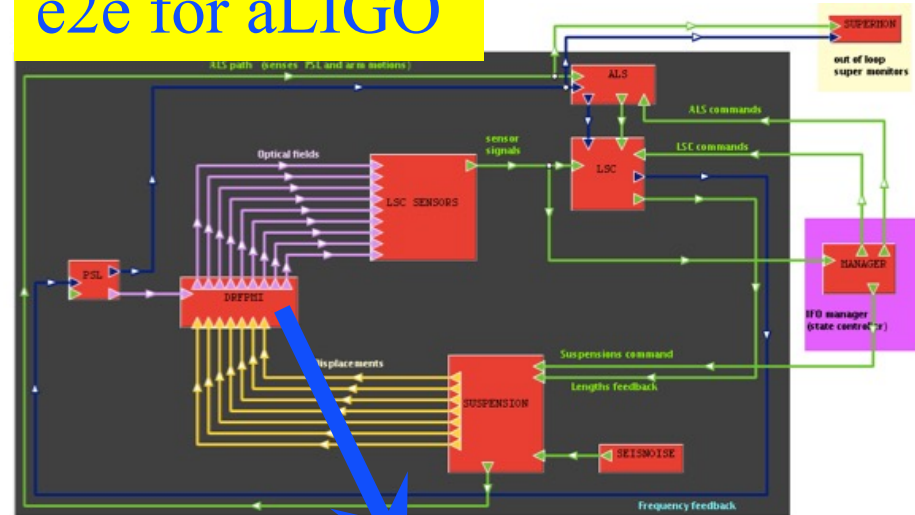 e2e for aLIGO
SUPERMON
out of loop
super monitors
ALS path (senses PSL and arm motions)
ALS
ALS commands
sensor
signals
LSC commands
Optical fields
LSC SENSORS
LSC
PSL
DRFPMI
MANAGER
IFO manager
(state controller)
Displacements
Suspensions command
Lengths feedback
SUSPENSION
SEISNOISE
Frequency feedback